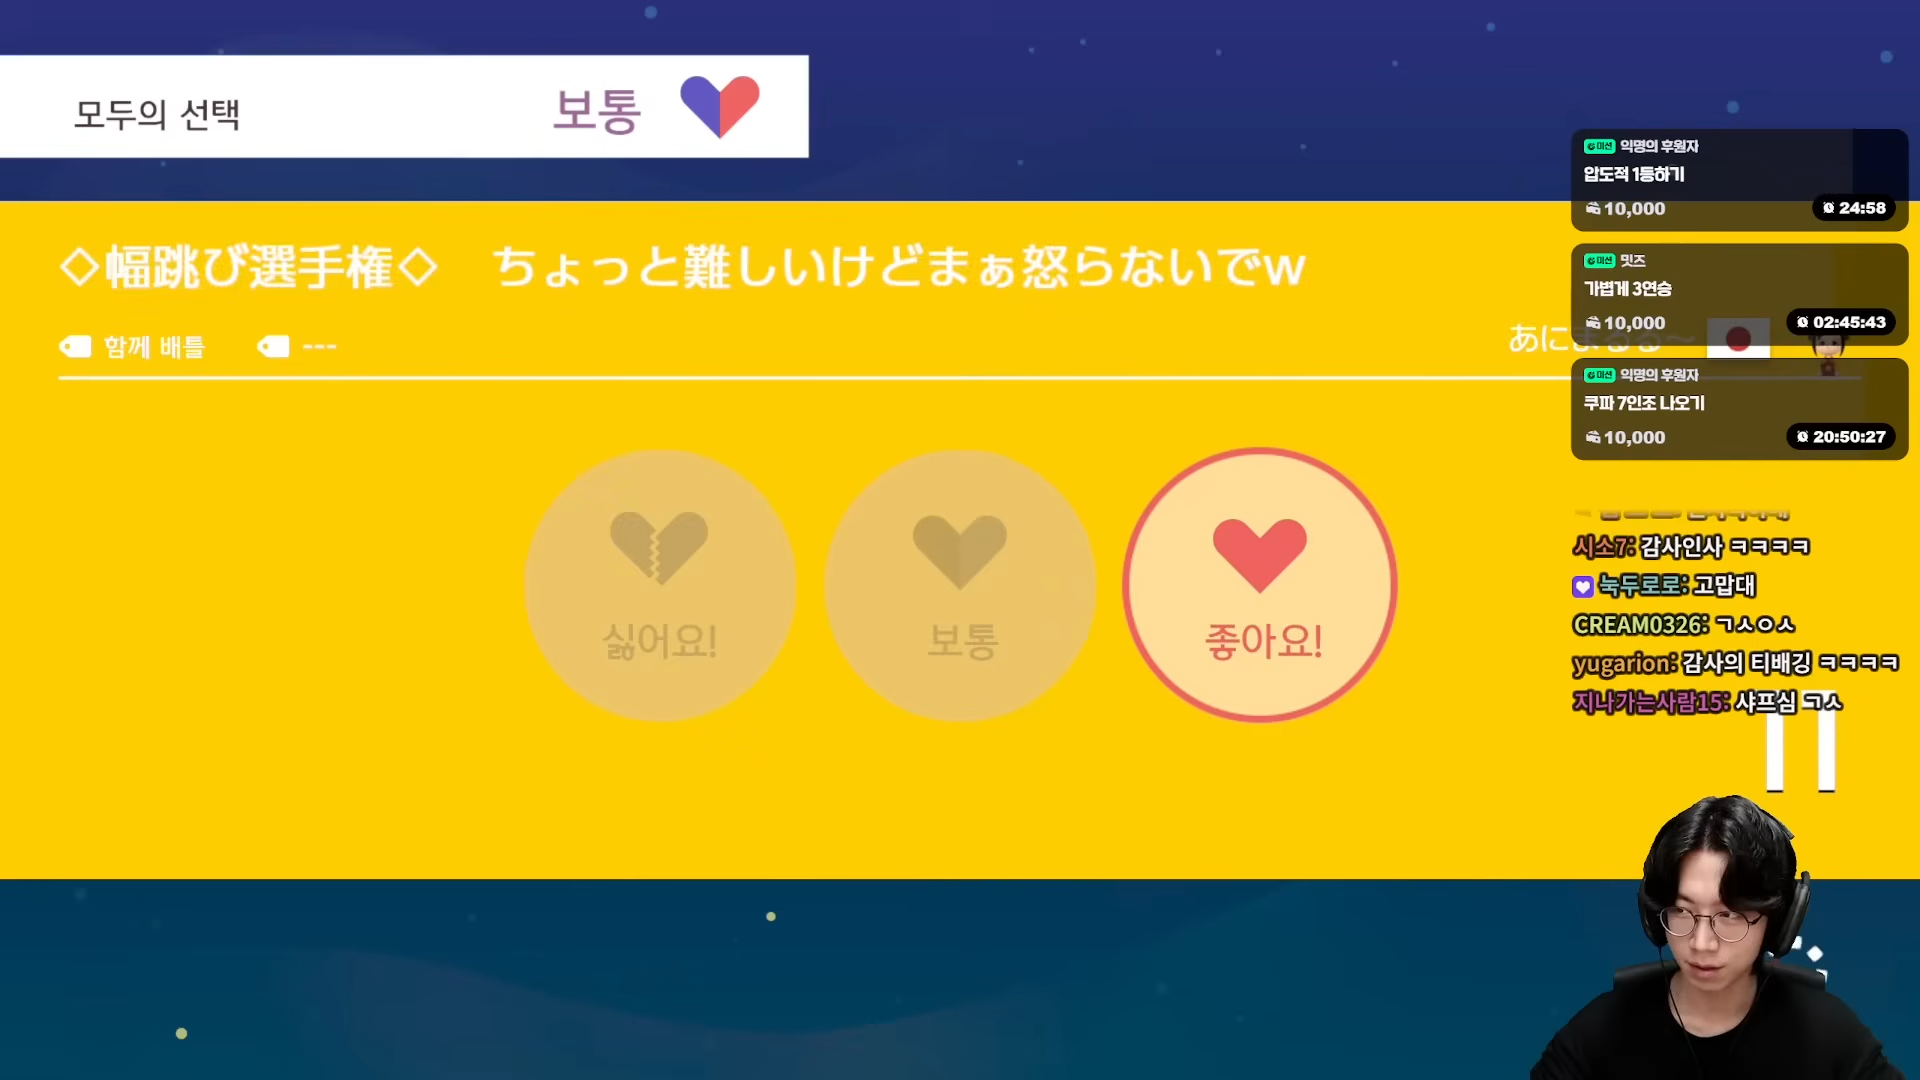 모두의 선택
보통
◇幅跳び選手権◇ ちょっと難しいけどまぁ怒らないでw
함께 배틀
---
あにまるる~
싫어요!
보통
좋아요!
미션 익명의 후원자
압도적 1등하기
10,000
24:58
미션 밋즈
가볍게 3연승
10,000
02:45:43
미션 익명의 후원자
쿠파 7인조 나오기
10,000
20:50:27
시소7: 감사인사 ㅋㅋㅋㅋ
눅두로로: 고맙대
CREAM0326: ㄱㅅㅇㅅ
yugarion: 감사의 티배깅 ㅋㅋㅋㅋ
지나가는사람15: 샤프심 ㄱㅅ
11